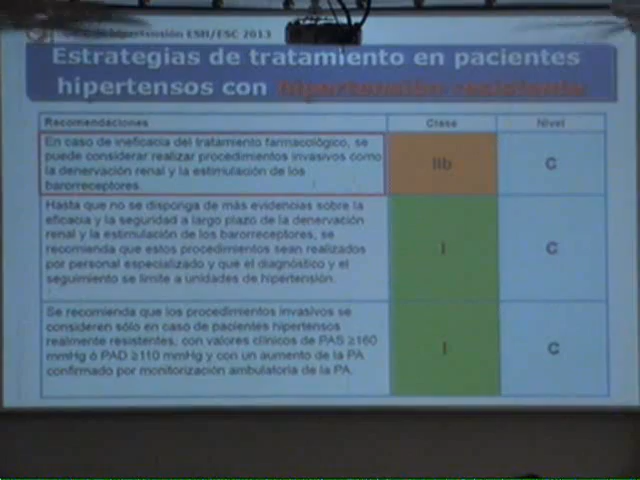 hipertensión ESH/ESC 2013
Estrategias de tratamiento en pacientes
hipertensos con hipertensión resistente
Recomendaciones
Clase
Nivel
En caso de ineficacia del tratamiento farmacológico, se
puede considerar realizar procedimientos invasivos como
la denervación renal y la estimulación de los
barorreceptores.
IIb
C
Hasta que no se disponga de más evidencias sobre la
eficacia y la seguridad a largo plazo de la denervación
renal y la estimulación de los barorreceptores, se
recomienda que estos procedimientos sean realizados
por personal especializado y que el diagnóstico y el
seguimiento se limite a unidades de hipertensión.
I
C
Se recomienda que los procedimientos invasivos se
consideren sólo en caso de pacientes hipertensos
realmente resistentes, con valores clínicos de PAS ≥160
mmHg ó PAD ≥110 mmHg y con un aumento de la PA
confirmado por monitorización ambulatoria de la PA.
I
C